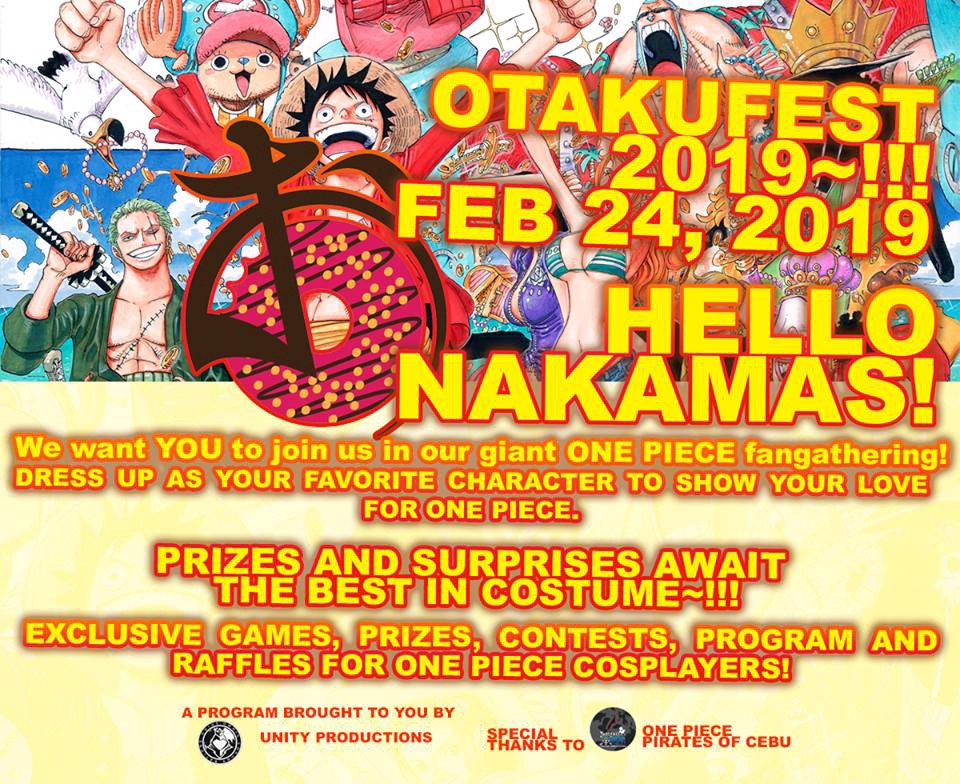 OTAKUFEST
2019~!!!
FEB 24, 2019
HELLO
NAKAMAS!
We want YOU to join us in our giant ONE PIECE fangathering!
DRESS UP AS YOUR FAVORITE CHARACTER TO SHOW YOUR LOVE
FOR ONE PIECE.
PRIZES AND SURPRISES AWAIT
THE BEST IN COSTUME~!!!
EXCLUSIVE GAMES, PRIZES, CONTESTS, PROGRAM AND
RAFFLES FOR ONE PIECE COSPLAYERS!
A PROGRAM BROUGHT TO YOU BY
UNITY PRODUCTIONS
SPECIAL
THANKS TO
ONE PIECE
PIRATES OF CEBU